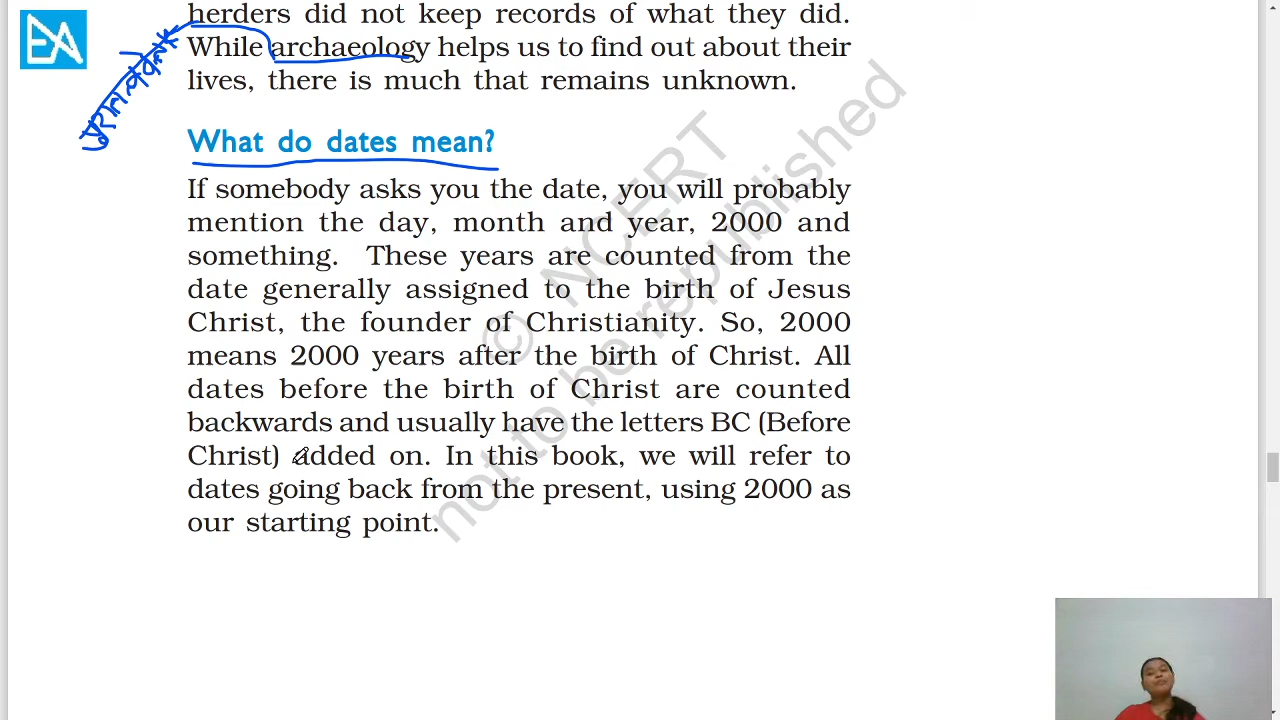 EA
herders did not keep records of what they did.
While archaeology helps us to find out about their
lives, there is much that remains unknown.
What do dates mean?
If somebody asks you the date, you will probably
mention the day, month and year, 2000 and
something. These years are counted from the
date generally assigned to the birth of Jesus
Christ, the founder of Christianity. So, 2000
means 2000 years after the birth of Christ. All
dates before the birth of Christ are counted
backwards and usually have the letters BC (Before
Christ) added on. In this book, we will refer to
dates going back from the present, using 2000 as
our starting point.
© NCERT
not to be republished